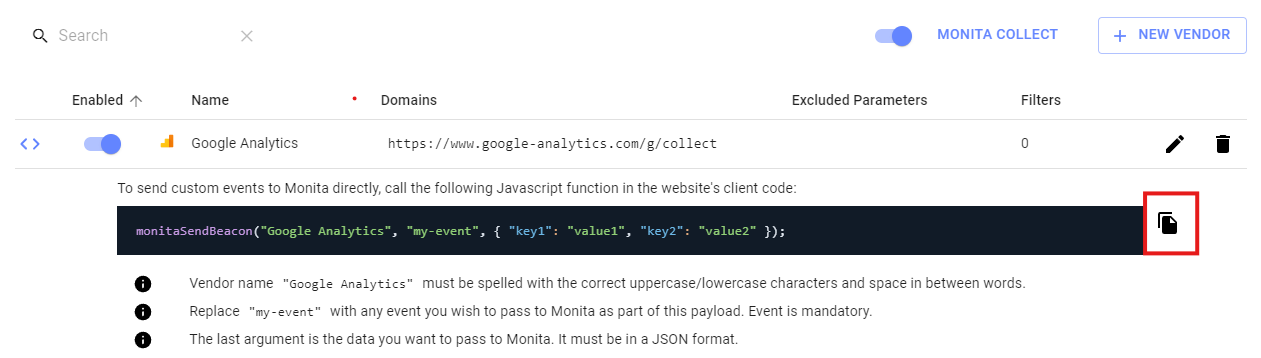 Search MONITA COLLECT NEW VENDOR
Enabled Name Domains Excluded Parameters Filters
Google Analytics https://www.google-analytics.com/g/collect 0
To send custom events to Monita directly, call the following Javascript function in the website's client code:
monitaSendBeacon("Google Analytics", "my-event", { "key1": "value1", "key2": "value2" });
Vendor name "Google Analytics" must be spelled with the correct uppercase/lowercase characters and space in between words.
Replace "my-event" with any event you wish to pass to Monita as part of this payload. Event is mandatory.
The last argument is the data you want to pass to Monita. It must be in a JSON format.